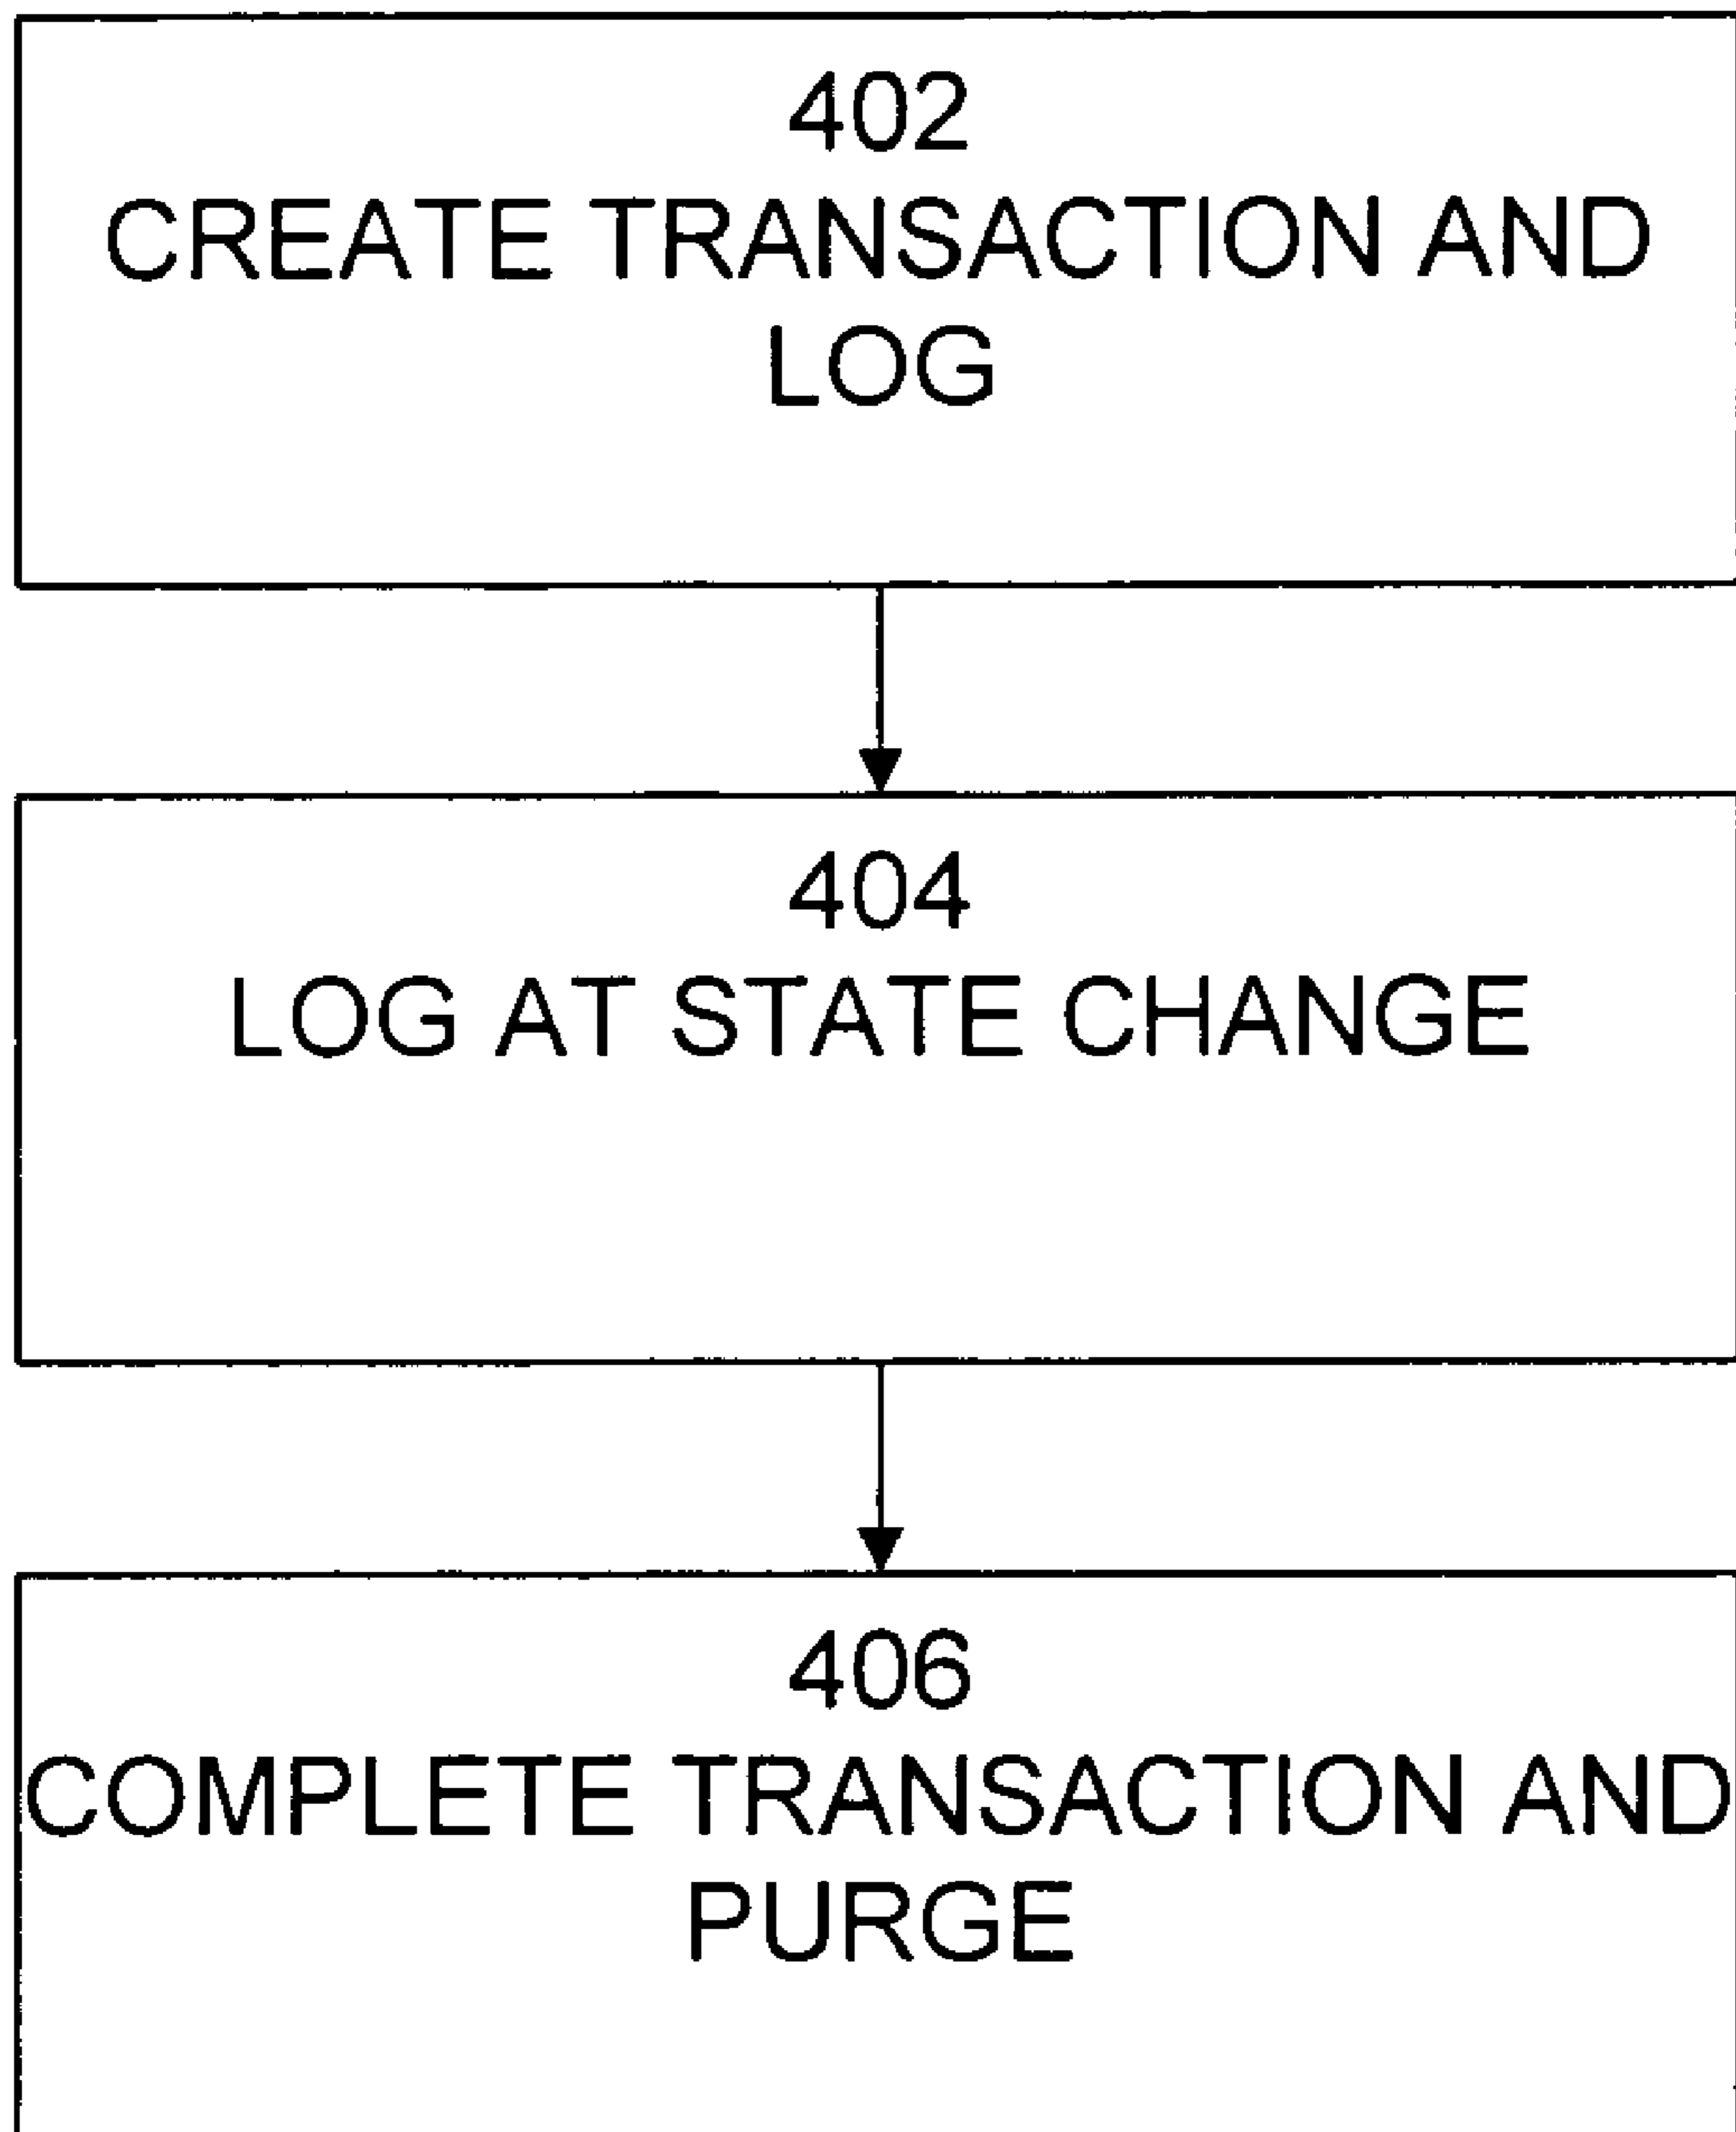 402
CREATE TRANSACTION AND
LOG
404
LOG AT STATE CHANGE
406
COMPLETE TRANSACTION AND
PURGE